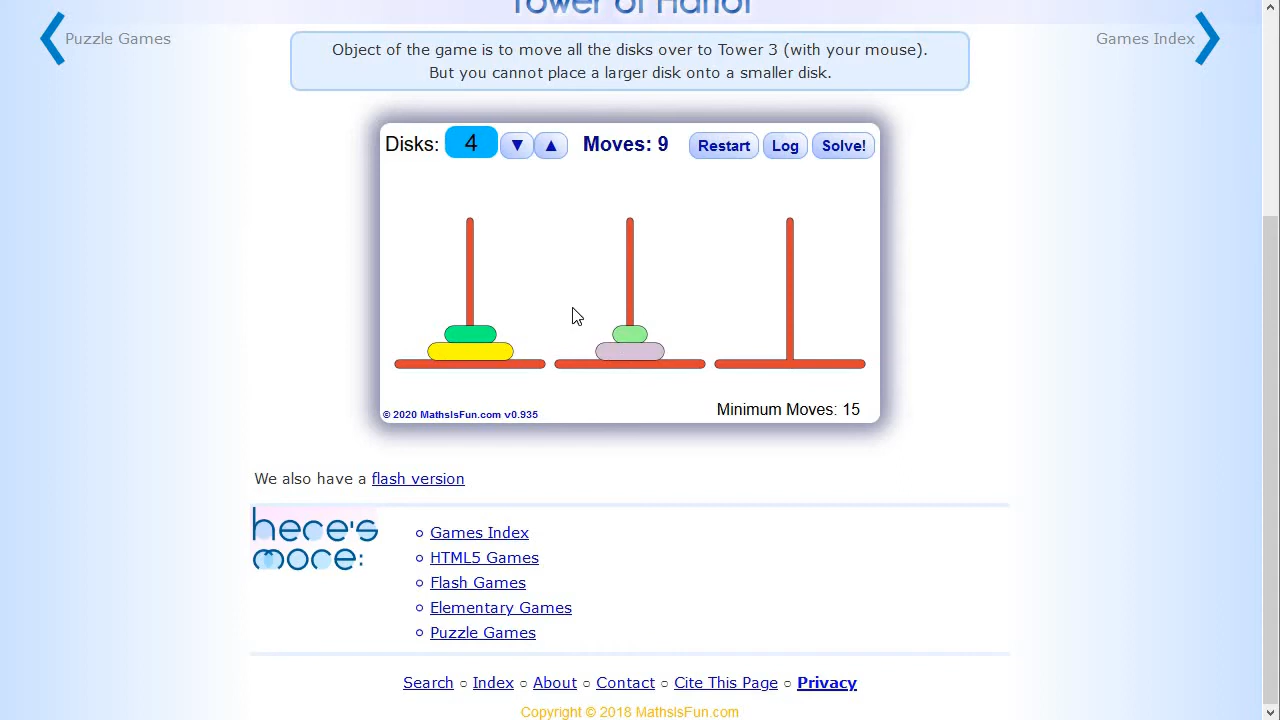 Tower of Hanoi
Puzzle Games
Games Index
Object of the game is to move all the disks over to Tower 3 (with your mouse).
But you cannot place a larger disk onto a smaller disk.
Disks: 4 ▼ ▲ Moves: 9 Restart Log Solve!
© 2020 MathsIsFun.com v0.935
Minimum Moves: 15
We also have a flash version
here's
more:
Games Index
HTML5 Games
Flash Games
Elementary Games
Puzzle Games
Search ○ Index ○ About ○ Contact ○ Cite This Page ○ Privacy
Copyright © 2018 MathsIsFun.com